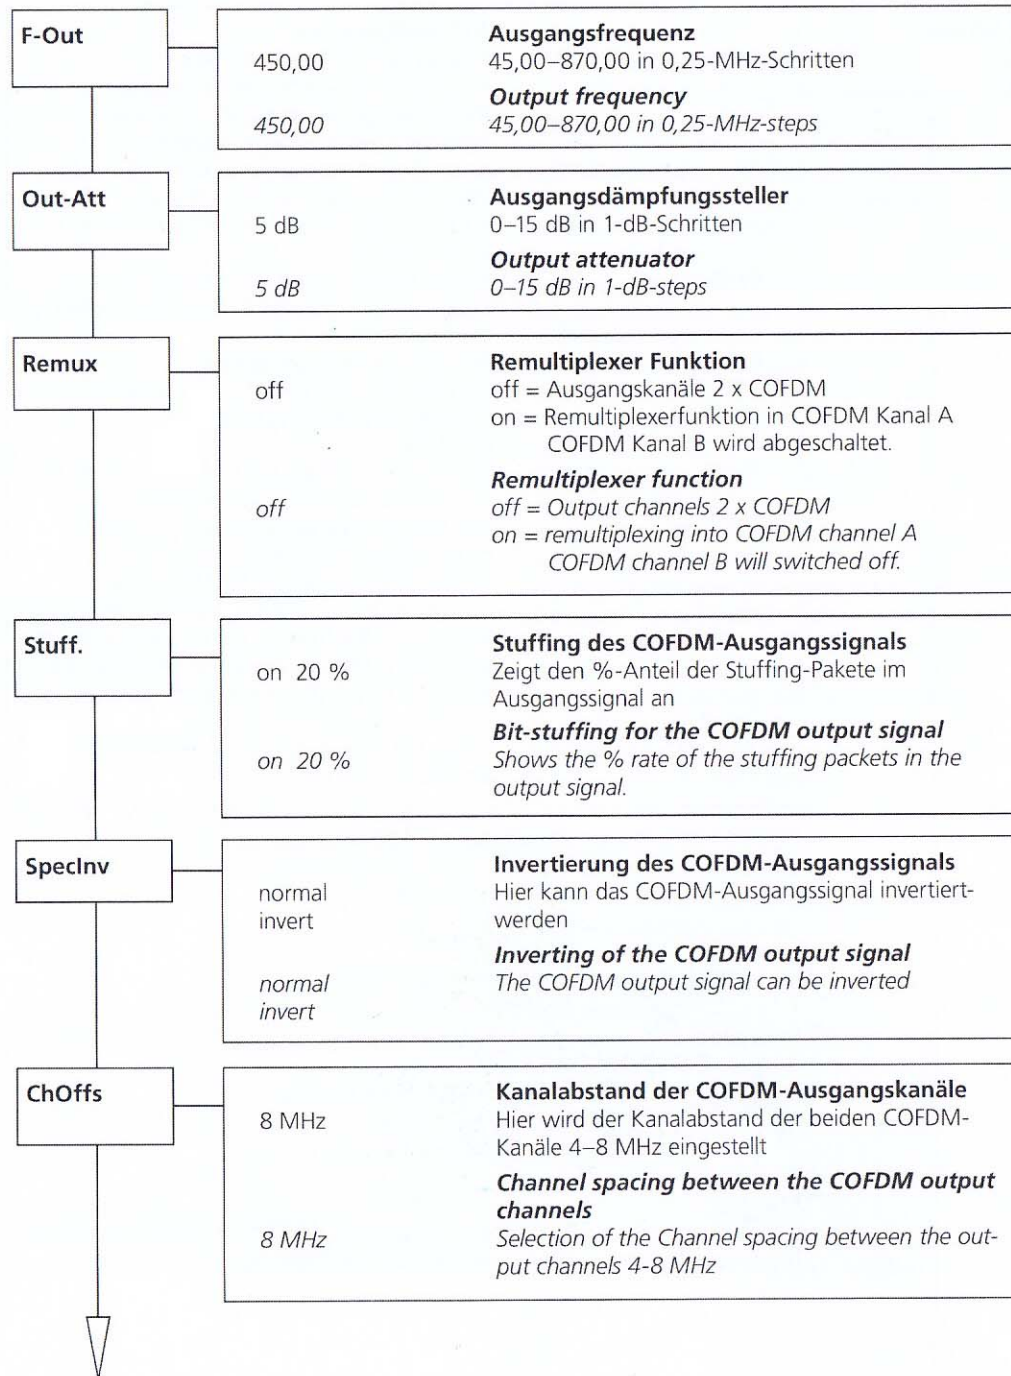 F-Out
Ausgangsfrequenz
450,00 45,00–870,00 in 0,25-MHz-Schritten
Output frequency
450,00 45,00–870,00 in 0,25-MHz-steps
Out-Att
Ausgangsdämpfungssteller
5 dB 0–15 dB in 1-dB-Schritten
Output attenuator
5 dB 0–15 dB in 1-dB-steps
Remux
Remultiplexer Funktion
off off = Ausgangskanäle 2 x COFDM
on = Remultiplexerfunktion in COFDM Kanal A
COFDM Kanal B wird abgeschaltet.
Remultiplexer function
off off = Output channels 2 x COFDM
on = remultiplexing into COFDM channel A
COFDM channel B will switched off.
Stuff.
Stuffing des COFDM-Ausgangssignals
on 20 % Zeigt den %-Anteil der Stuffing-Pakete im
Ausgangssignal an
Bit-stuffing for the COFDM output signal
on 20 % Shows the % rate of the stuffing packets in the
output signal.
SpecInv
Invertierung des COFDM-Ausgangssignals
normal Hier kann das COFDM-Ausgangssignal invertiert-
invert werden
Inverting of the COFDM output signal
normal The COFDM output signal can be inverted
invert
ChOffs
Kanalabstand der COFDM-Ausgangskanäle
8 MHz Hier wird der Kanalabstand der beiden COFDM-
Kanäle 4–8 MHz eingestellt
Channel spacing between the COFDM output
channels
8 MHz Selection of the Channel spacing between the out-
put channels 4-8 MHz